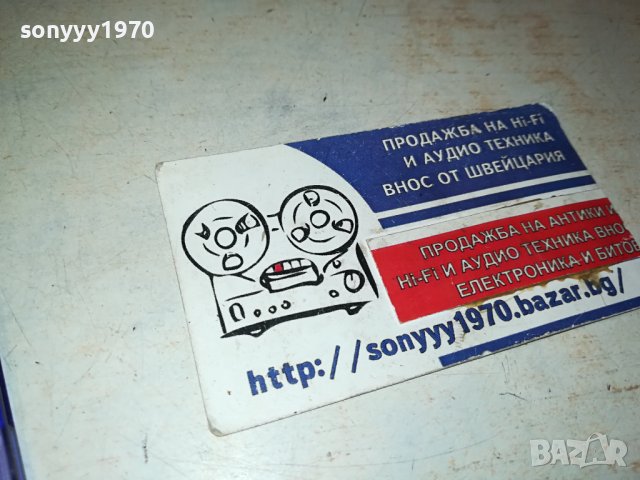 sonyyy1970
ПРОДАЖБА НА Hi-Fi
И АУДИО ТЕХНИКА
ВНОС ОТ ШВЕЙЦАРИЯ
ПРОДАЖБА НА АНТИКИ И
Hi-Fi И АУДИО ТЕХНИКА ВНОС
ЕЛЕКТРОНИКА И БИТОВ
http://sonyyy1970.bazar.bg/
BAZAR